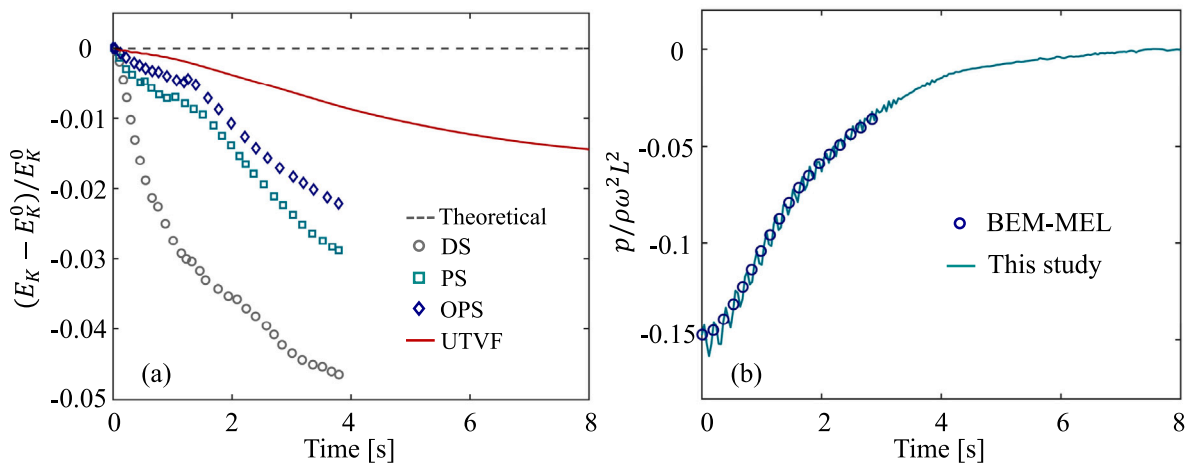 0
-0.01
-0.02
-0.03
-0.04
-0.05
(E_K − E_K^0)/E_K^0
Theoretical
DS
PS
OPS
UTVF
(a)
0 2 4 6 8
Time [s]
0
-0.05
-0.1
-0.15
p/ρω²L²
BEM-MEL
This study
(b)
0 2 4 6 8
Time [s]